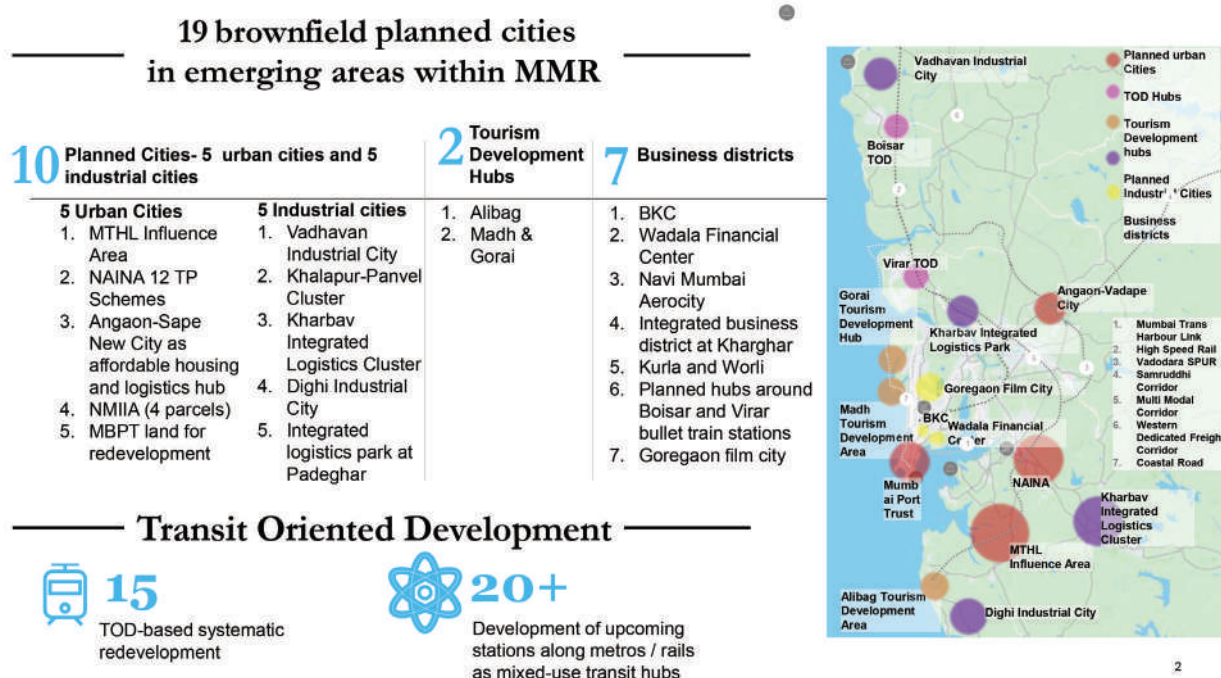 19 brownfield planned cities
in emerging areas within MMR
10
Planned Cities- 5 urban cities and 5
industrial cities
2
Tourism
Development
Hubs
7
Business districts
5 Urban Cities
1. MTHL Influence
Area
2. NAINA 12 TP
Schemes
3. Angaon-Sape
New City as
affordable housing
and logistics hub
4. NMIIA (4 parcels)
5. MBPT land for
redevelopment
5 Industrial cities
1. Vadhavan
Industrial City
2. Khalapur-Panvel
Cluster
3. Kharbav
Integrated
Logistics Cluster
4. Dighi Industrial
City
5. Integrated
logistics park at
Padeghar
1. Alibag
2. Madh &
Gorai
1. BKC
2. Wadala Financial
Center
3. Navi Mumbai
Aerocity
4. Integrated business
district at Kharghar
5. Kurla and Worli
6. Planned hubs around
Boisar and Virar
bullet train stations
7. Goregaon film city
Transit Oriented Development
15
TOD-based systematic
redevelopment
20+
Development of upcoming
stations along metros / rails
as mixed-use transit hubs
Vadhavan Industrial
City
Boisar
TOD
Virar TOD
Gorai
Tourism
Development
Hub
Kharbav Integrated
Logistics Park
Angaon-Vadape
City
Goregaon Film City
BKC
Madh
Tourism
Development
Area
Wadala Financial
Center
Mumb
ai Port
Trust
NAINA
Kharbav
Integrated
Logistics
Cluster
MTHL
Influence Area
Alibag Tourism
Development
Area
Dighi Industrial City
Planned urban
Cities
TOD Hubs
Tourism
Development
hubs
Planned
Cities
Business
districts
1. Mumbai Trans
Harbour Link
2. High Speed Rail
3. Vadodara SPUR
4. Samruddhi
Corridor
5. Multi Modal
Corridor
6. Western
Dedicated Freigh
Corridor
7. Coastal Road
2